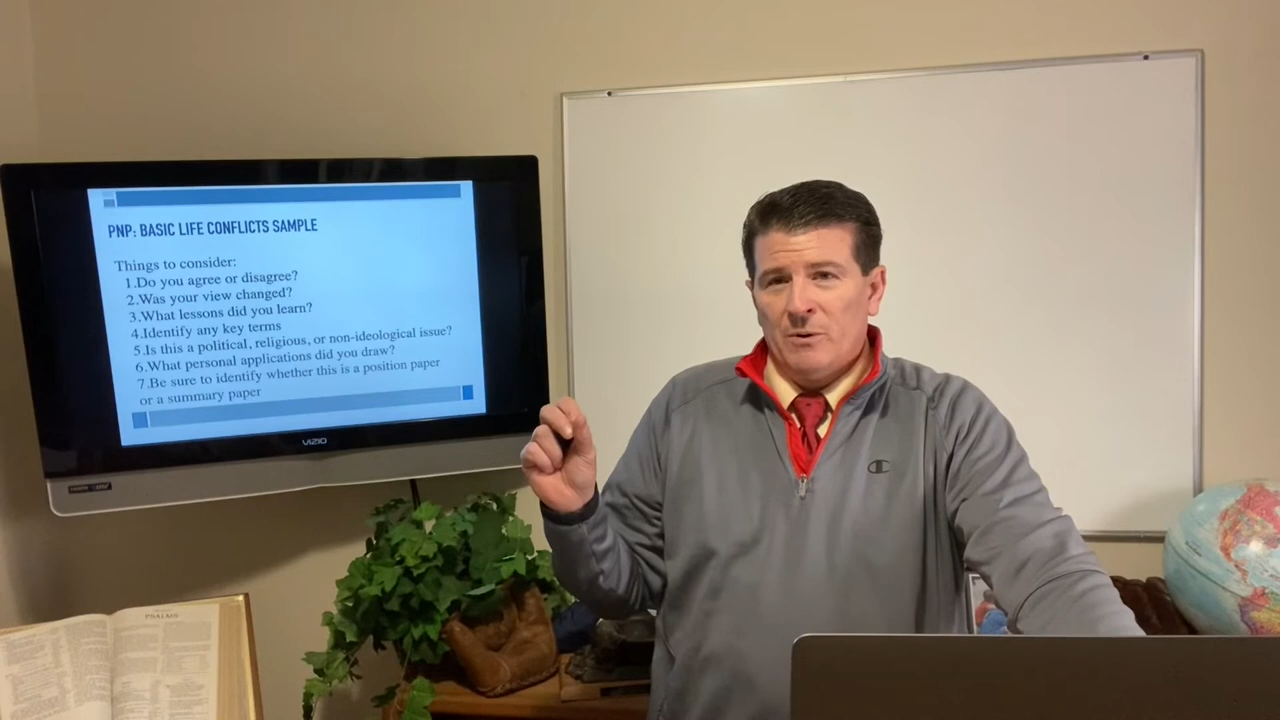 PNP: BASIC LIFE CONFLICTS SAMPLE
Things to consider:
1.Do you agree or disagree?
2.Was your view changed?
3.What lessons did you learn?
4.Identify any key terms
5.Is this a political, religious, or non-ideological issue?
6.What personal applications did you draw?
7.Be sure to identify whether this is a position paper
or a summary paper
VIZIO
PSALMS